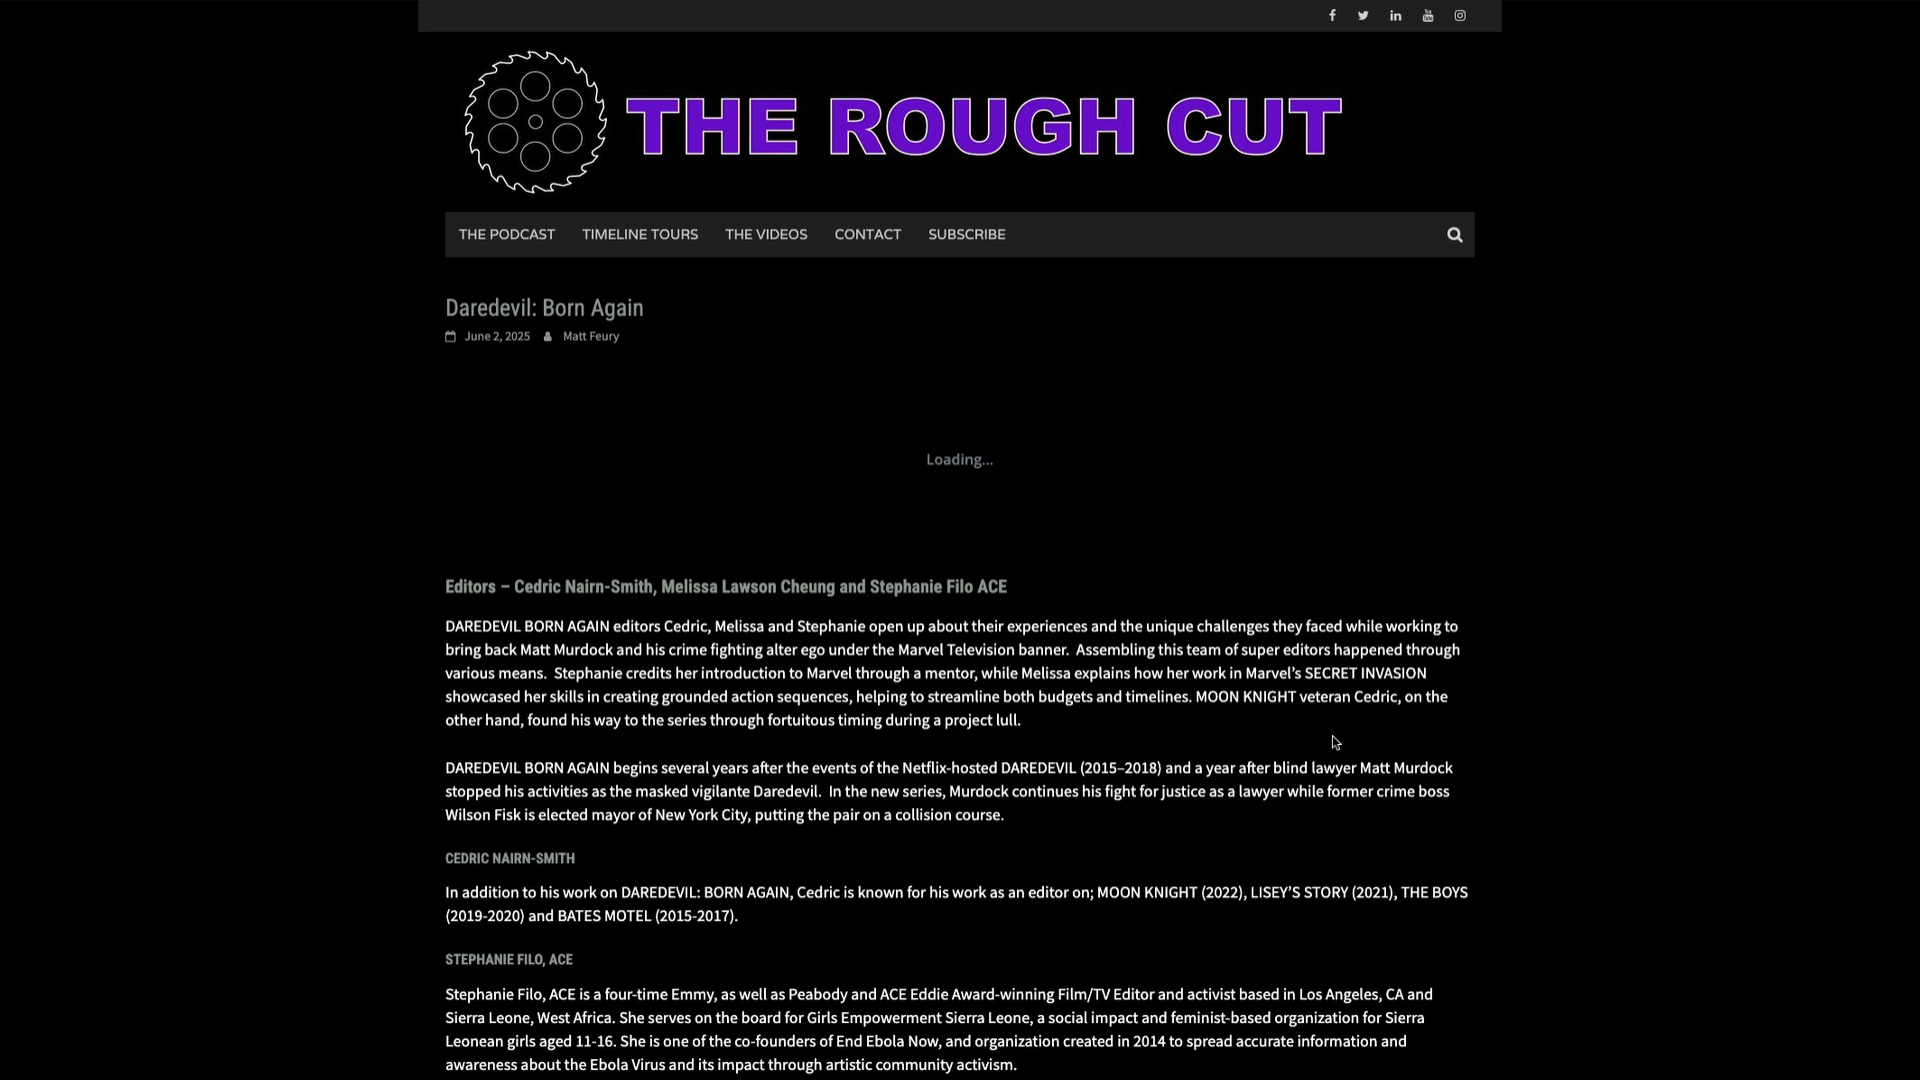 THE ROUGH CUT
THE PODCAST TIMELINE TOURS THE VIDEOS CONTACT SUBSCRIBE
Daredevil: Born Again
June 2, 2025 Matt Feury
Loading...
Editors – Cedric Nairn-Smith, Melissa Lawson Cheung and Stephanie Filo ACE
DAREDEVIL BORN AGAIN editors Cedric, Melissa and Stephanie open up about their experiences and the unique challenges they faced while working to
bring back Matt Murdock and his crime fighting alter ego under the Marvel Television banner. Assembling this team of super editors happened through
various means. Stephanie credits her introduction to Marvel through a mentor, while Melissa explains how her work in Marvel's SECRET INVASION
showcased her skills in creating grounded action sequences, helping to streamline both budgets and timelines. MOON KNIGHT veteran Cedric, on the
other hand, found his way to the series through fortuitous timing during a project lull.
DAREDEVIL BORN AGAIN begins several years after the events of the Netflix-hosted DAREDEVIL (2015–2018) and a year after blind lawyer Matt Murdock
stopped his activities as the masked vigilante Daredevil. In the new series, Murdock continues his fight for justice as a lawyer while former crime boss
Wilson Fisk is elected mayor of New York City, putting the pair on a collision course.
CEDRIC NAIRN-SMITH
In addition to his work on DAREDEVIL: BORN AGAIN, Cedric is known for his work as an editor on; MOON KNIGHT (2022), LISEY'S STORY (2021), THE BOYS
(2019-2020) and BATES MOTEL (2015-2017).
STEPHANIE FILO, ACE
Stephanie Filo, ACE is a four-time Emmy, as well as Peabody and ACE Eddie Award-winning Film/TV Editor and activist based in Los Angeles, CA and
Sierra Leone, West Africa. She serves on the board for Girls Empowerment Sierra Leone, a social impact and feminist-based organization for Sierra
Leonean girls aged 11-16. She is one of the co-founders of End Ebola Now, and organization created in 2014 to spread accurate information and
awareness about the Ebola Virus and its impact through artistic community activism.